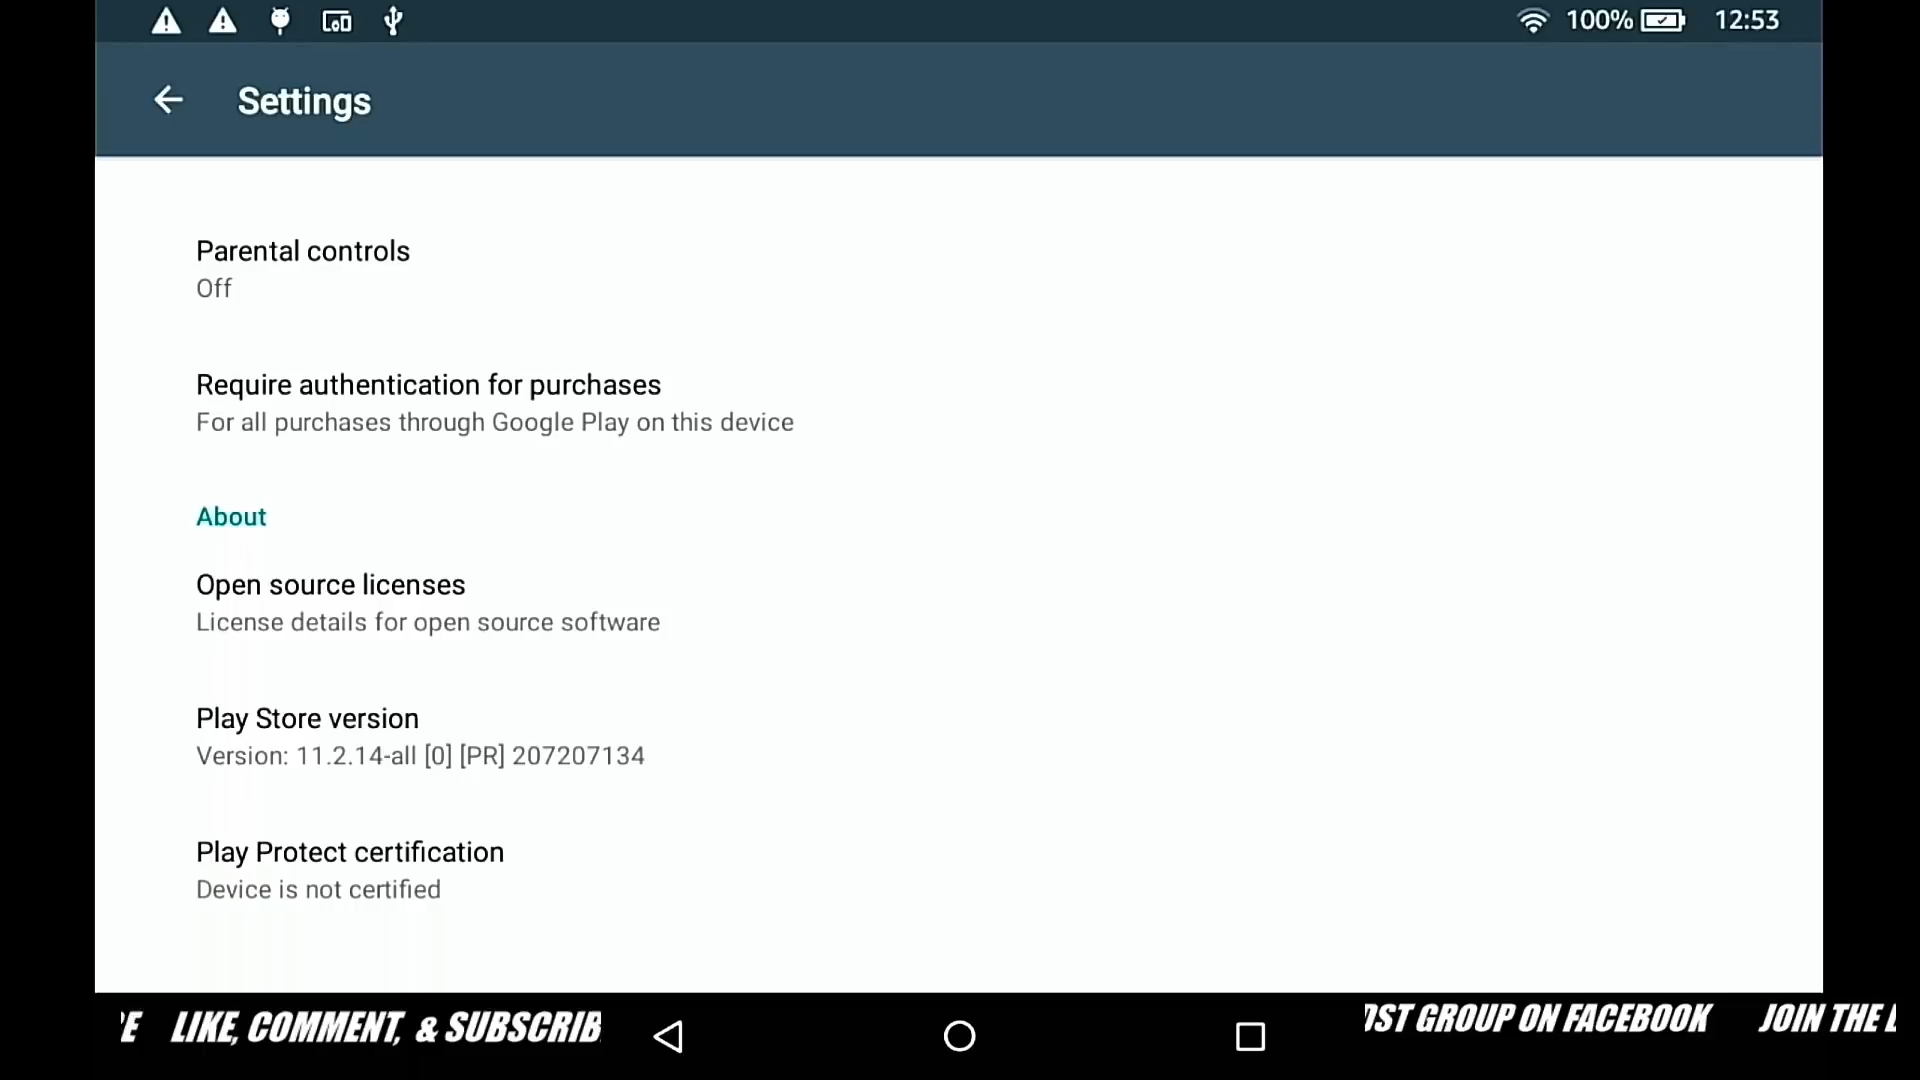 100% 12:53
Settings
Parental controls
Off
Require authentication for purchases
For all purchases through Google Play on this device
About
Open source licenses
License details for open source software
Play Store version
Version: 11.2.14-all [0] [PR] 207207134
Play Protect certification
Device is not certified
LIKE, COMMENT, & SUBSCRIB
GROUP ON FACEBOOK JOIN THE